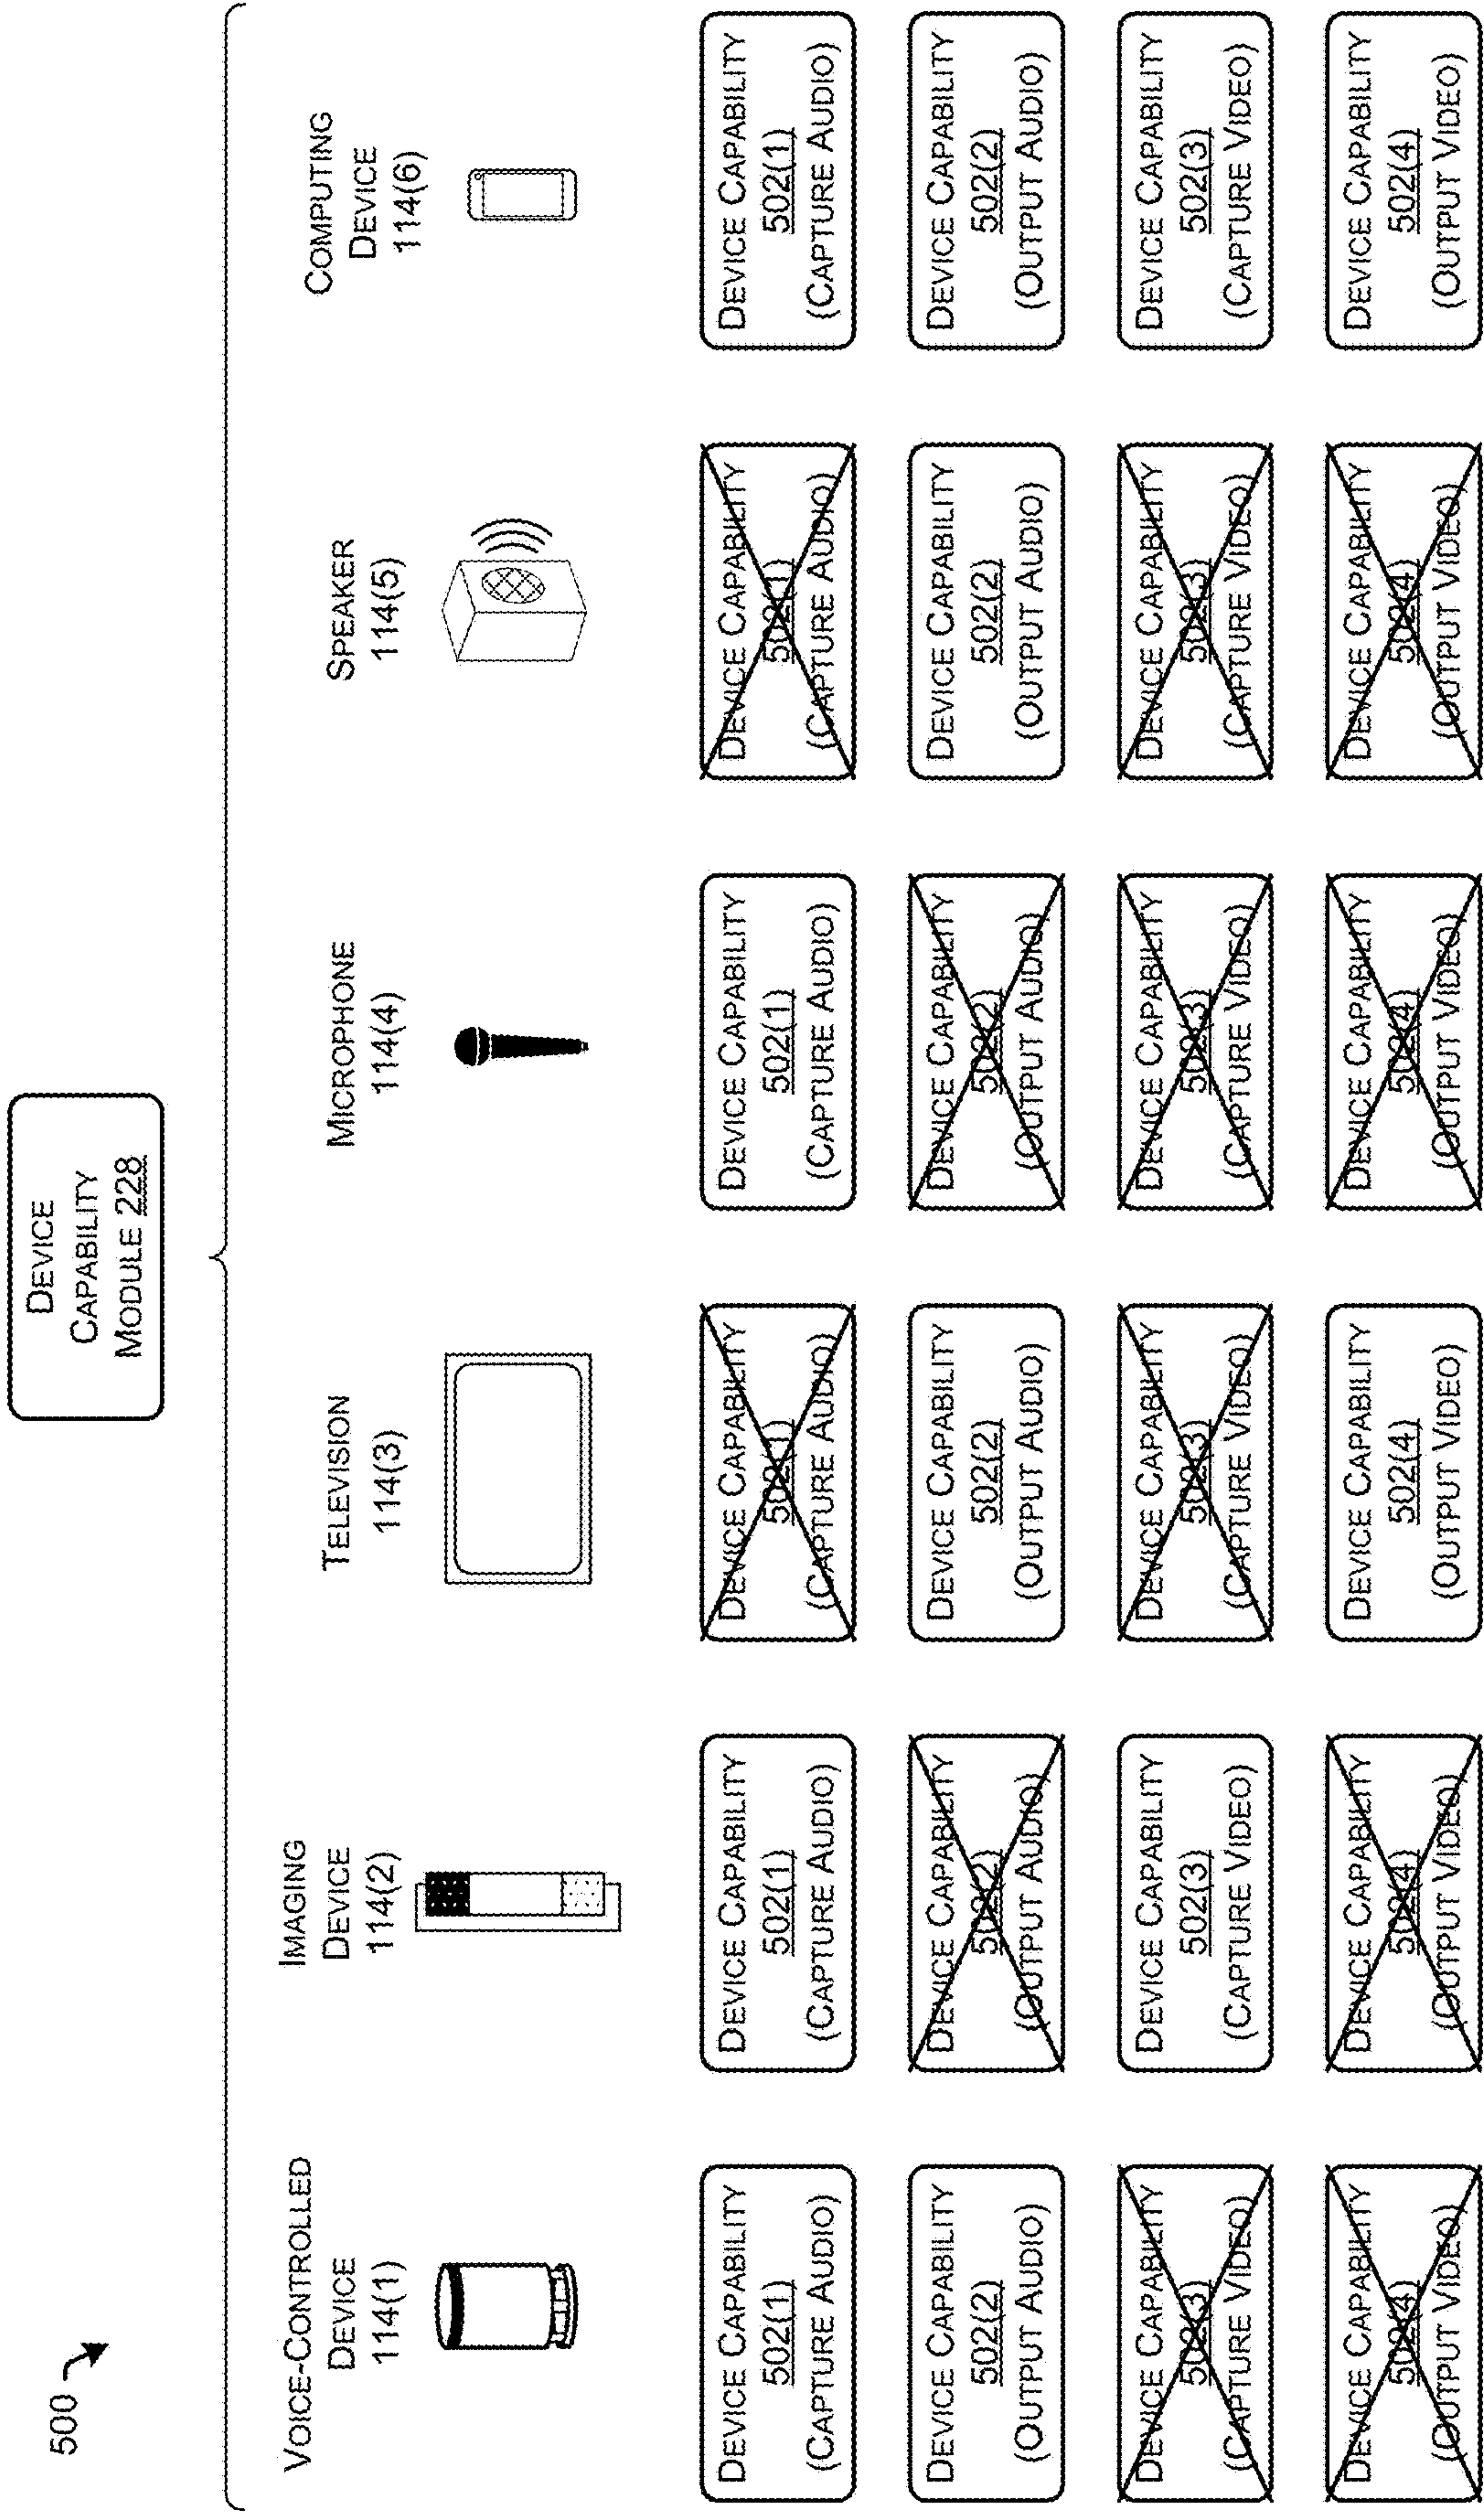 500
DEVICE
CAPABILITY
MODULE 228
VOICE-CONTROLLED
DEVICE
114(1)
IMAGING
DEVICE
114(2)
TELEVISION
114(3)
MICROPHONE
114(4)
SPEAKER
114(5)
COMPUTING
DEVICE
114(6)
DEVICE CAPABILITY
502(1)
(CAPTURE AUDIO)
DEVICE CAPABILITY
502(1)
(CAPTURE AUDIO)
DEVICE CAPABILITY
502(1)
(CAPTURE AUDIO)
DEVICE CAPABILITY
502(1)
(CAPTURE AUDIO)
DEVICE CAPABILITY
502(1)
(CAPTURE AUDIO)
DEVICE CAPABILITY
502(1)
(CAPTURE AUDIO)
DEVICE CAPABILITY
502(2)
(OUTPUT AUDIO)
DEVICE CAPABILITY
502(2)
(OUTPUT AUDIO)
DEVICE CAPABILITY
502(2)
(OUTPUT AUDIO)
DEVICE CAPABILITY
502(2)
(OUTPUT AUDIO)
DEVICE CAPABILITY
502(2)
(OUTPUT AUDIO)
DEVICE CAPABILITY
502(2)
(OUTPUT AUDIO)
DEVICE CAPABILITY
502(3)
(CAPTURE VIDEO)
DEVICE CAPABILITY
502(3)
(CAPTURE VIDEO)
DEVICE CAPABILITY
502(3)
(CAPTURE VIDEO)
DEVICE CAPABILITY
502(3)
(CAPTURE VIDEO)
DEVICE CAPABILITY
502(3)
(CAPTURE VIDEO)
DEVICE CAPABILITY
502(3)
(CAPTURE VIDEO)
DEVICE CAPABILITY
502(4)
(OUTPUT VIDEO)
DEVICE CAPABILITY
502(4)
(OUTPUT VIDEO)
DEVICE CAPABILITY
502(4)
(OUTPUT VIDEO)
DEVICE CAPABILITY
502(4)
(OUTPUT VIDEO)
DEVICE CAPABILITY
502(4)
(OUTPUT VIDEO)
DEVICE CAPABILITY
502(4)
(OUTPUT VIDEO)